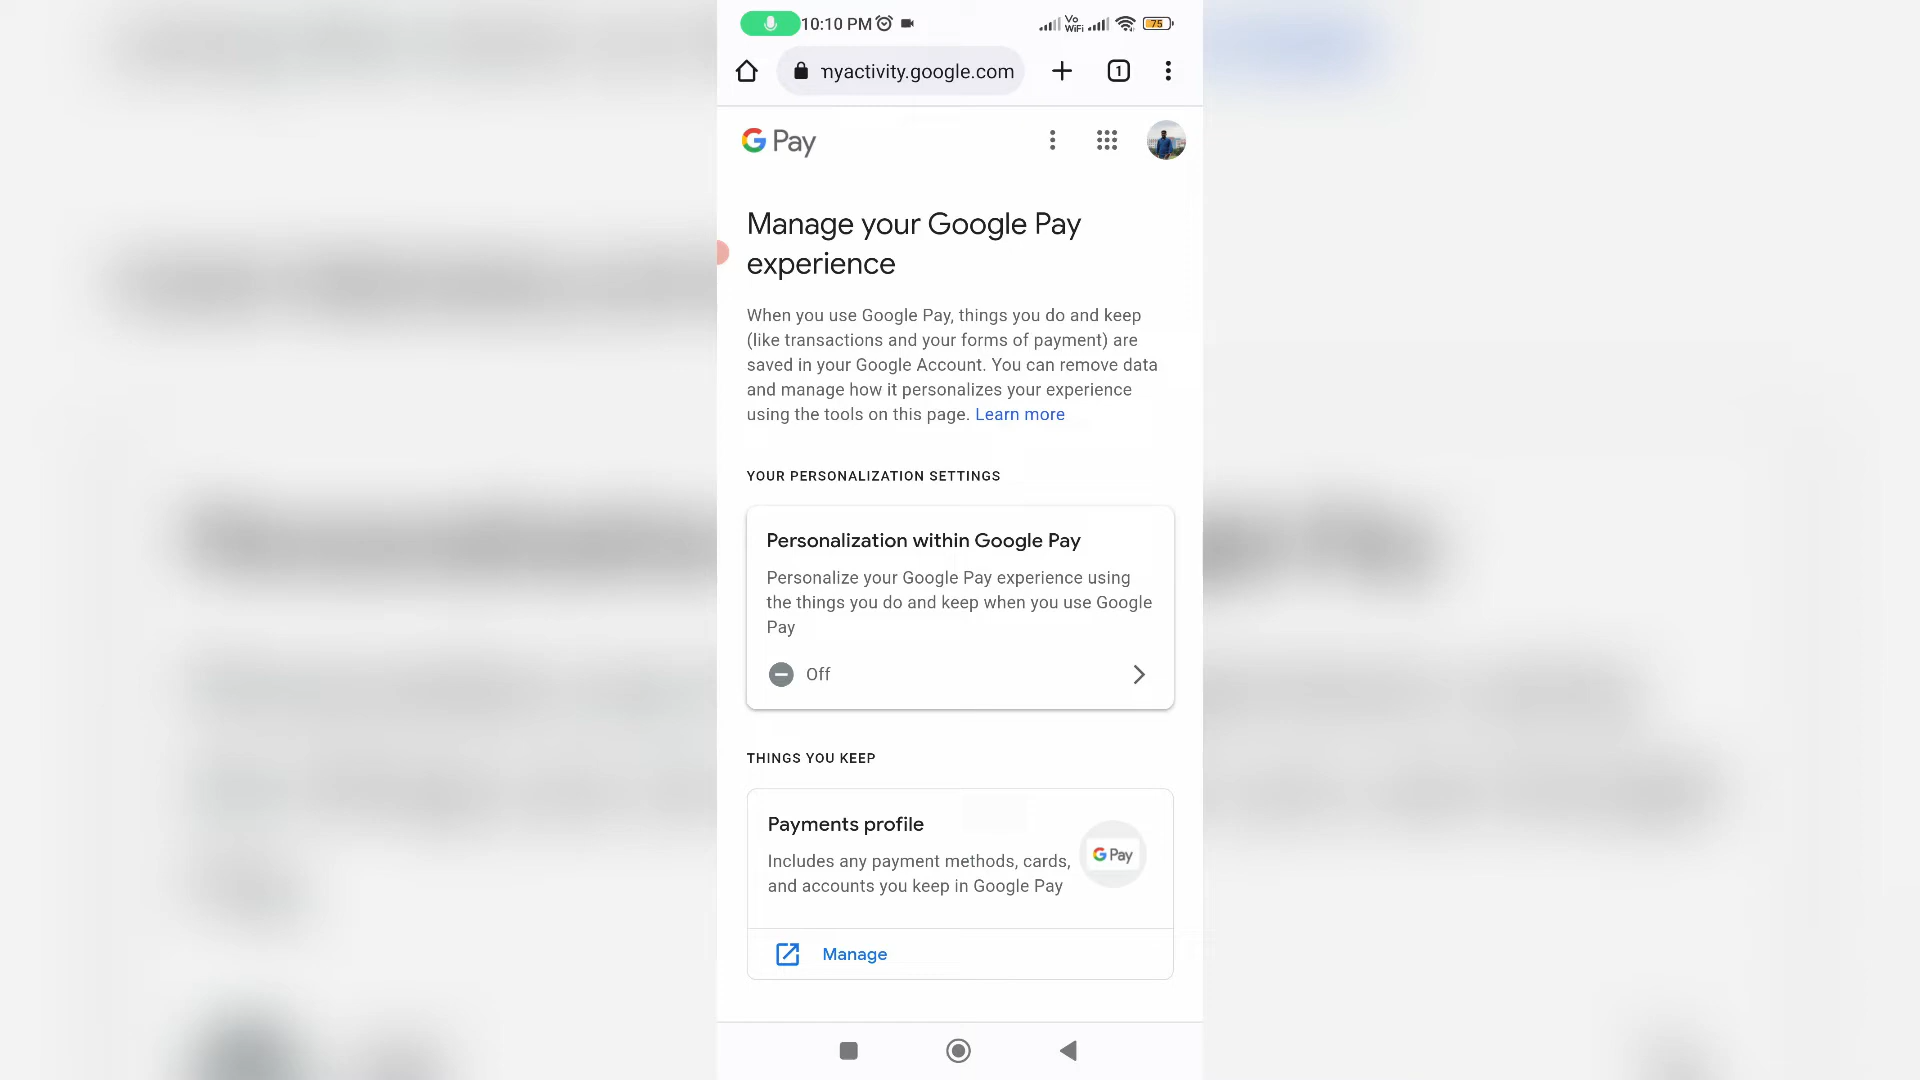 10:10 PM Vo WiFi 75
myactivity.google.com 1
G Pay
Manage your Google Pay
experience
When you use Google Pay, things you do and keep
(like transactions and your forms of payment) are
saved in your Google Account. You can remove data
and manage how it personalizes your experience
using the tools on this page. Learn more
YOUR PERSONALIZATION SETTINGS
Personalization within Google Pay
Personalize your Google Pay experience using
the things you do and keep when you use Google
Pay
Off
THINGS YOU KEEP
Payments profile
Includes any payment methods, cards,
and accounts you keep in Google Pay
G Pay
Manage